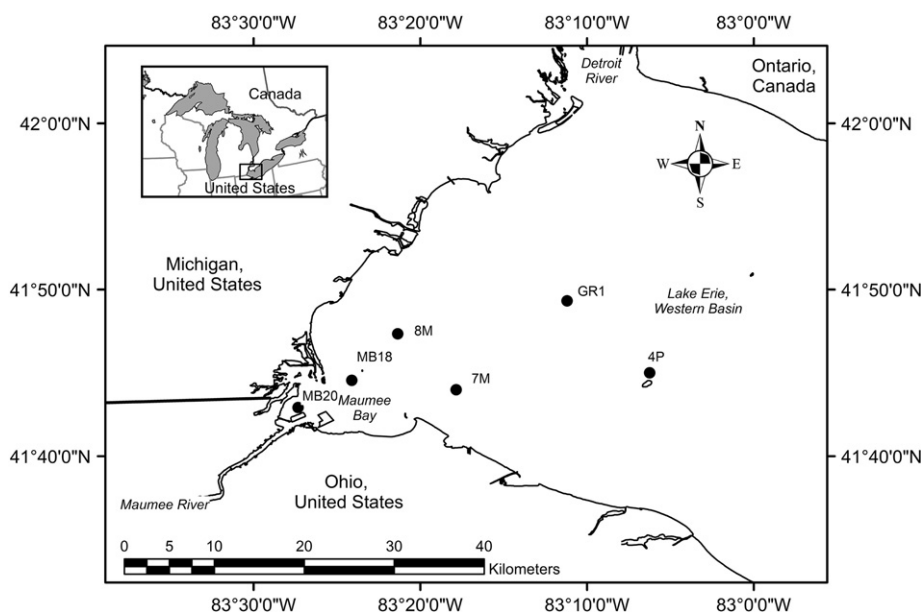 83°30'0"W 83°20'0"W 83°10'0"W 83°0'0"W
Detroit
River
Ontario,
Canada
Canada
United States
42°0'0"N
42°0'0"N
N
W
E
S
Michigan,
United States
41°50'0"N
41°50'0"N
GR1
Lake Erie,
Western Basin
8M
MB18
4P
7M
MB20
Maumee
Bay
41°40'0"N
41°40'0"N
Ohio,
United States
Maumee River
0 5 10 20 30 40
Kilometers
83°30'0"W 83°20'0"W 83°10'0"W 83°0'0"W